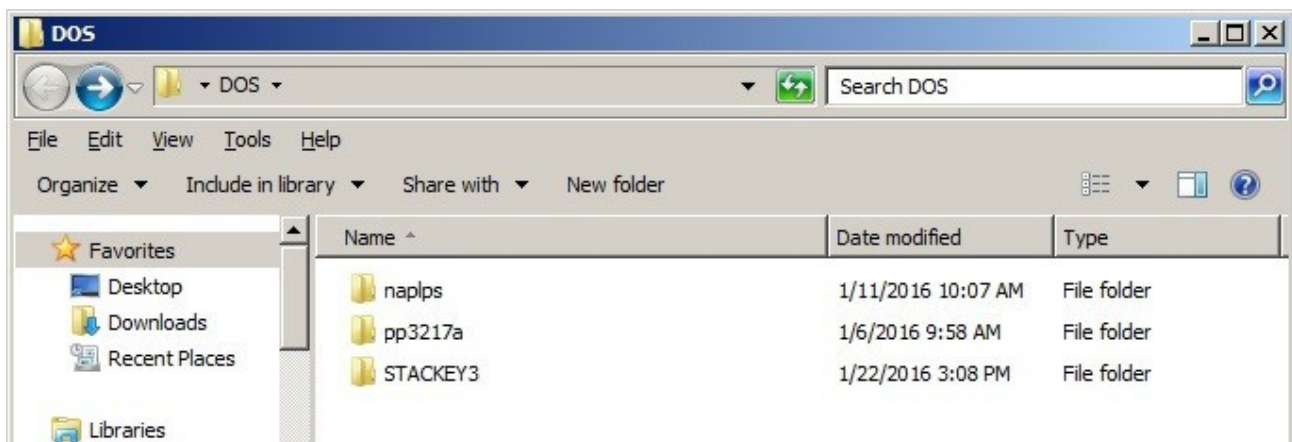 DOS
DOS
Search DOS
File Edit View Tools Help
Organize Include in library Share with New folder
Favorites
Desktop
Downloads
Recent Places
Libraries
Name Date modified Type
naplps 1/11/2016 10:07 AM File folder
pp3217a 1/6/2016 9:58 AM File folder
STACKEY3 1/22/2016 3:08 PM File folder